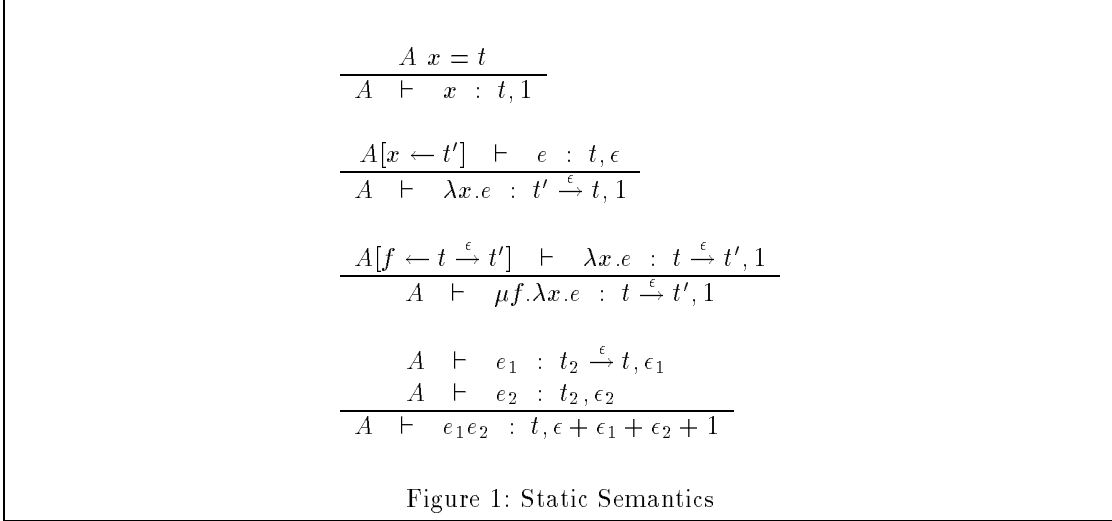 A x = t
A ⊢ x : t, 1
A[x ← t′] ⊢ e : t, ϵ
A ⊢ λx.e : t′ →^ϵ t, 1
A[f ← t →^ϵ t′] ⊢ λx.e : t →^ϵ t′, 1
A ⊢ μf.λx.e : t →^ϵ t′, 1
A ⊢ e₁ : t₂ →^ϵ t, ϵ₁
A ⊢ e₂ : t₂, ϵ₂
A ⊢ e₁e₂ : t, ϵ + ϵ₁ + ϵ₂ + 1
Figure 1: Static Semantics